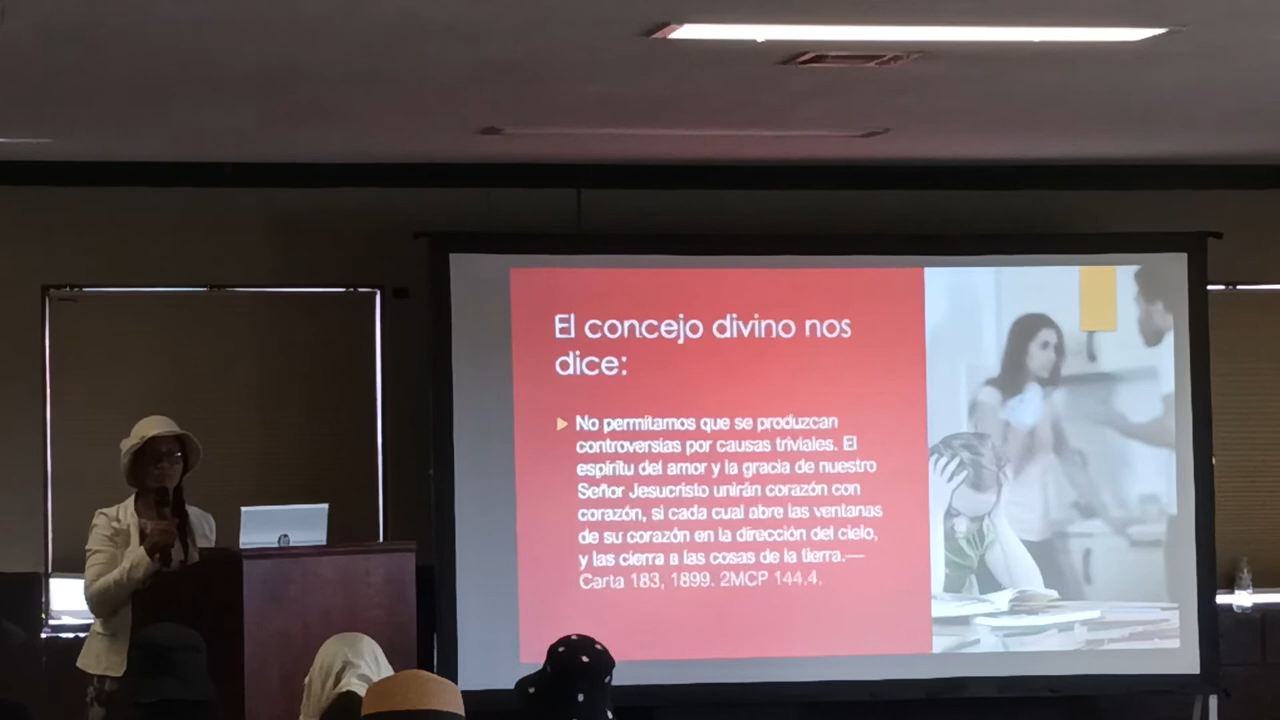 El concejo divino nos
dice:
No permitamos que se produzcan
controversias por causas triviales. El
espíritu del amor y la gracia de nuestro
Señor Jesucristo unirán corazón con
corazón, si cada cual abre las ventanas
de su corazón en la dirección del cielo,
y las cierra a las cosas de la tierra.—
Carta 183, 1899. 2MCP 144.4.